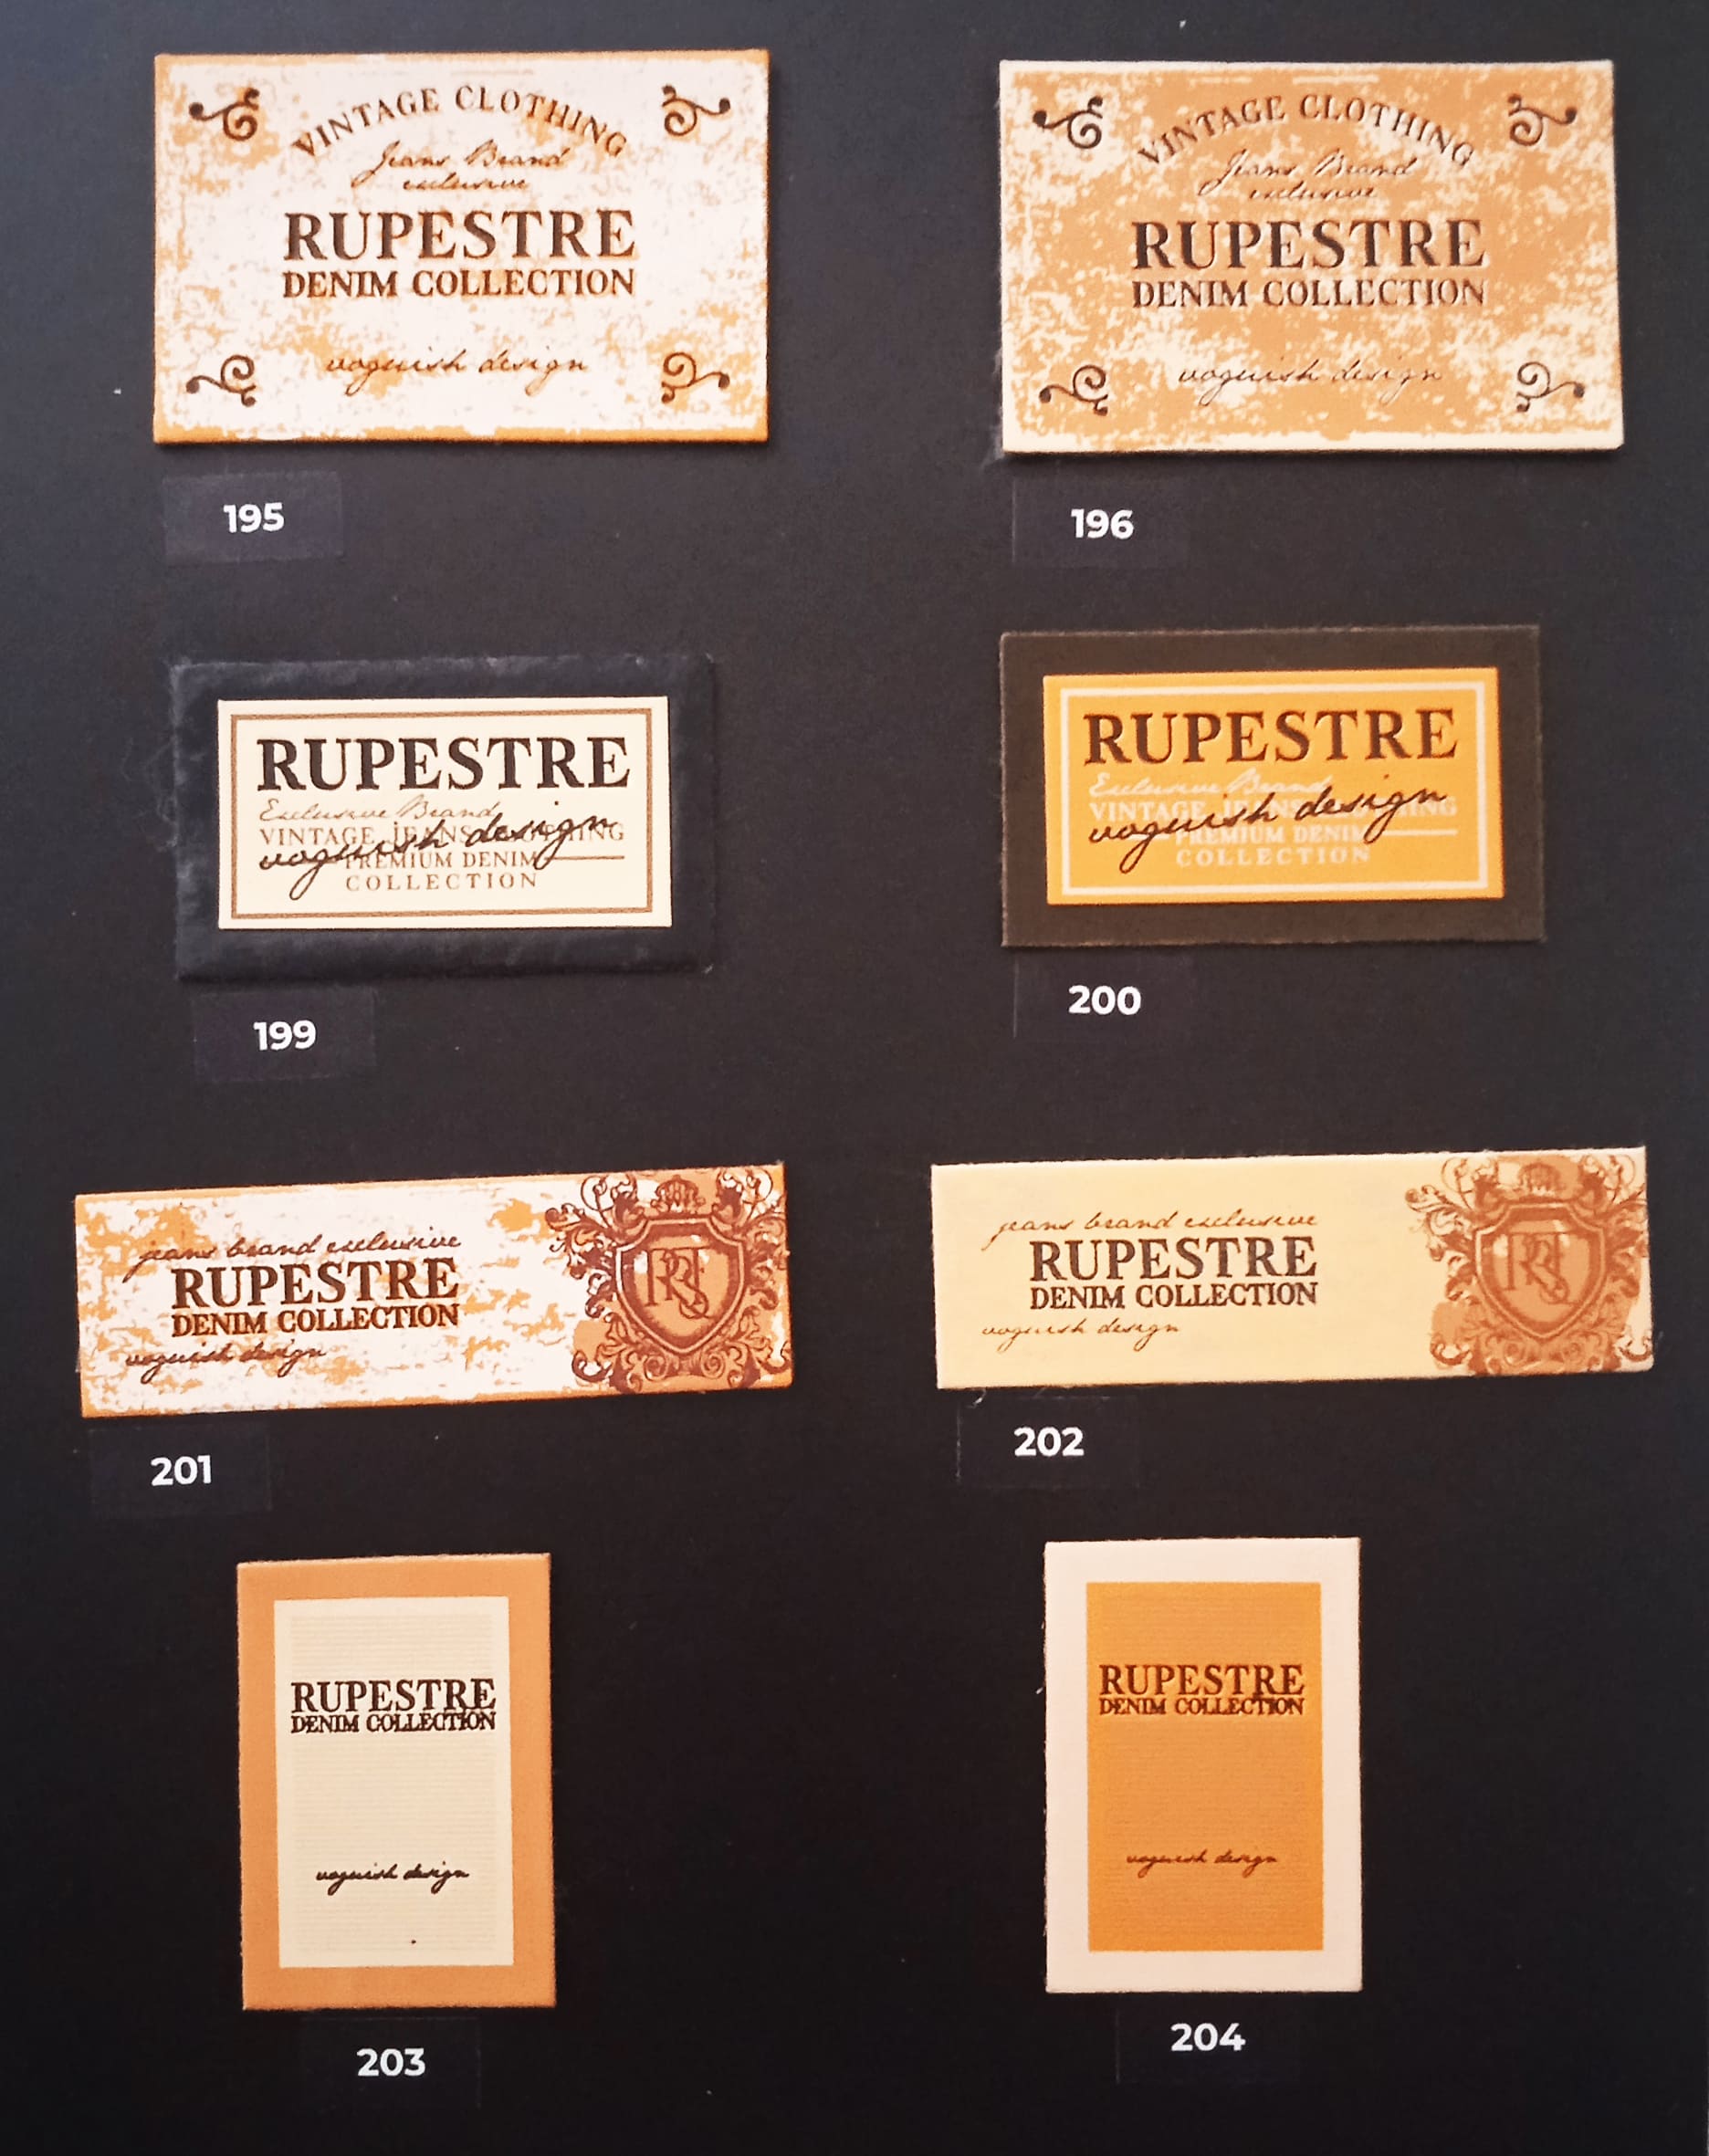 VINTAGE CLOTHING
Jeans Brand
exclusive
RUPESTRE
DENIM COLLECTION
voguish design
195
VINTAGE CLOTHING
Jeans Brand
exclusive
RUPESTRE
DENIM COLLECTION
voguish design
196
RUPESTRE
Exclusive Brand
VINTAGE JEANS
voguish design
PREMIUM DENIM
COLLECTION
199
RUPESTRE
Exclusive Brand
VINTAGE JEANS
voguish design
PREMIUM DENIM
COLLECTION
200
jeans brand exclusive
RUPESTRE
DENIM COLLECTION
voguish design
201
jeans brand exclusive
RUPESTRE
DENIM COLLECTION
voguish design
202
RUPESTRE
DENIM COLLECTION
voguish design
203
RUPESTRE
DENIM COLLECTION
voguish design
204